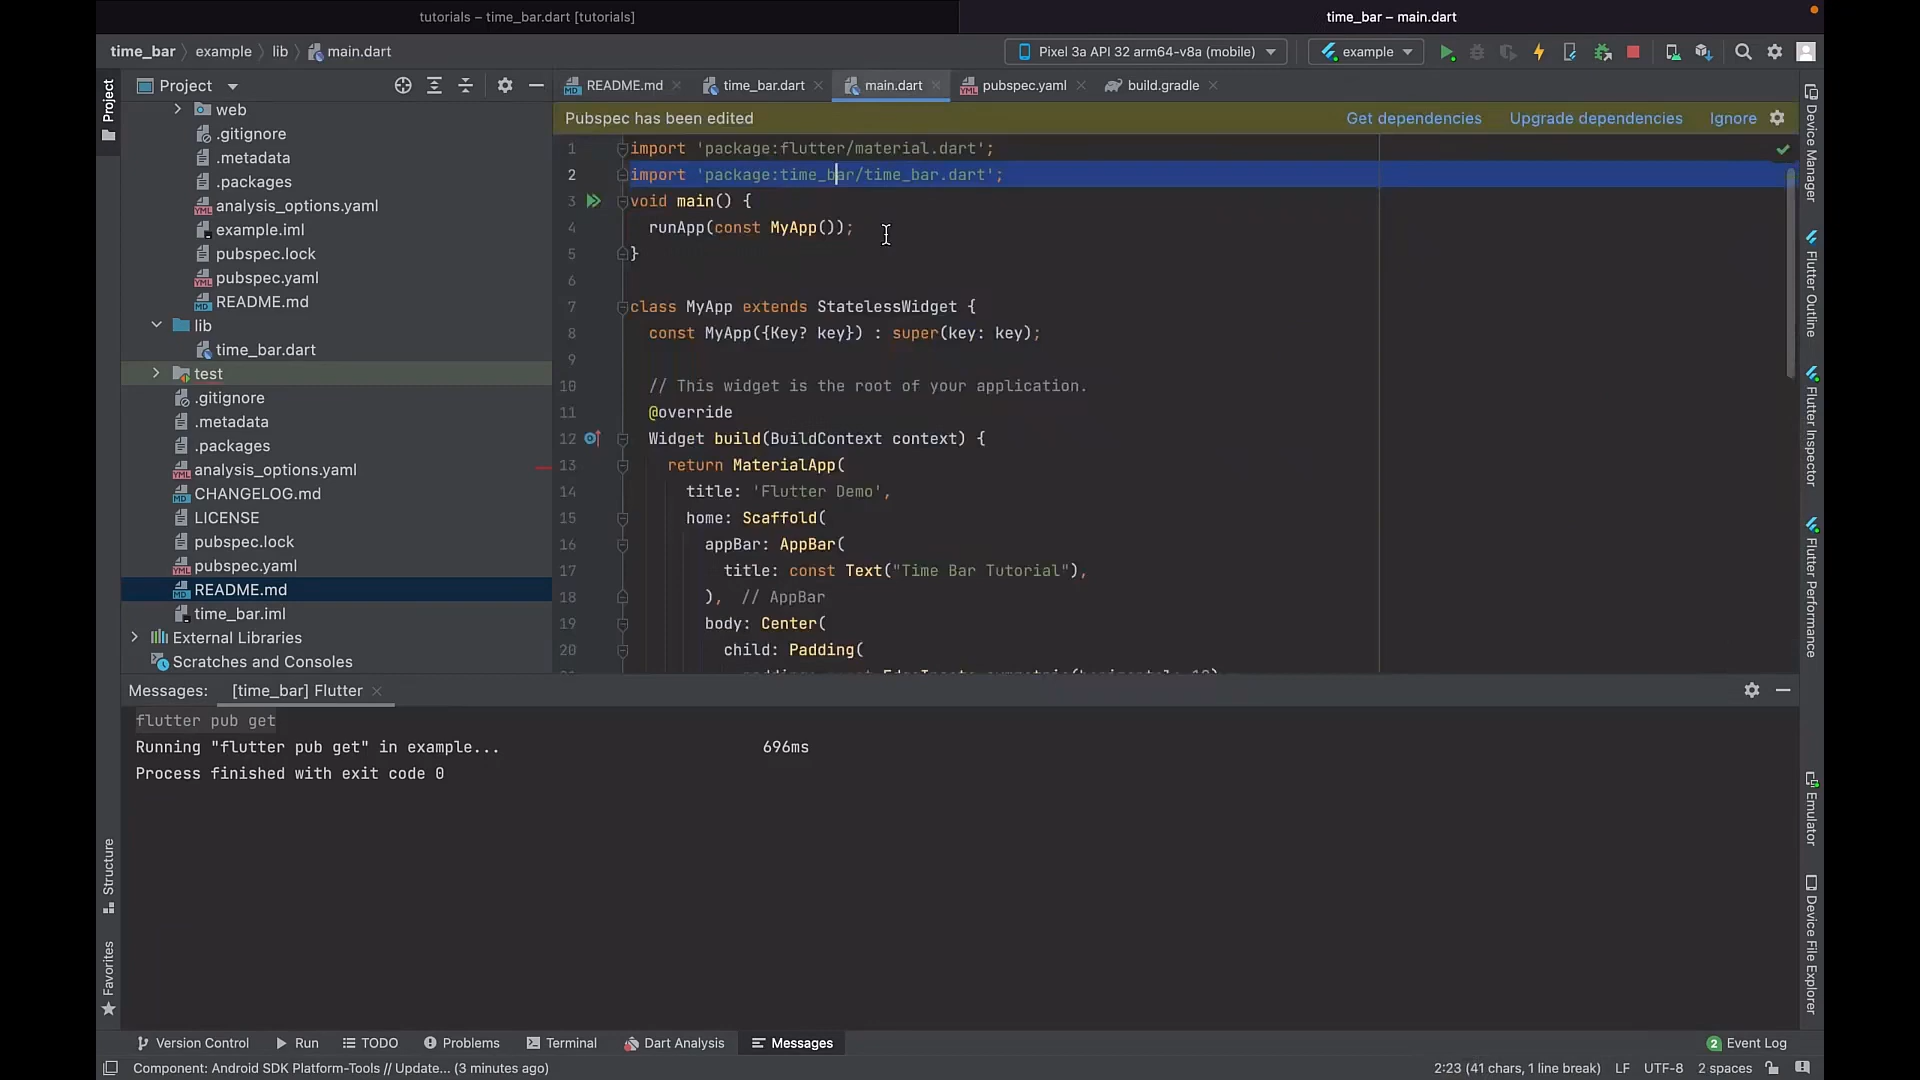 tutorials – time_bar.dart [tutorials]
time_bar – main.dart
time_bar
example
lib
main.dart
Pixel 3a API 32 arm64-v8a (mobile)
example
Project
README.md
time_bar.dart
main.dart
pubspec.yaml
build.gradle
Pubspec has been edited
Get dependencies
Upgrade dependencies
Ignore
Project
web
.gitignore
.metadata
.packages
analysis_options.yaml
example.iml
pubspec.lock
pubspec.yaml
README.md
lib
time_bar.dart
test
.gitignore
.metadata
.packages
analysis_options.yaml
CHANGELOG.md
LICENSE
pubspec.lock
pubspec.yaml
README.md
time_bar.iml
External Libraries
Scratches and Consoles
1 import 'package:flutter/material.dart';
2 import 'package:time_bar/time_bar.dart';
3 void main() {
4 runApp(const MyApp());
5 }
6
7 class MyApp extends StatelessWidget {
8 const MyApp({Key? key}) : super(key: key);
9
10 // This widget is the root of your application.
11 @override
12 Widget build(BuildContext context) {
13 return MaterialApp(
14 title: 'Flutter Demo',
15 home: Scaffold(
16 appBar: AppBar(
17 title: const Text("Time Bar Tutorial"),
18 ), // AppBar
19 body: Center(
20 child: Padding(
Device Manager
Flutter Outline
Flutter Inspector
Flutter Performance
Emulator
Device File Explorer
Messages:
[time_bar] Flutter
flutter pub get
Running "flutter pub get" in example... 696ms
Process finished with exit code 0
Structure
Favorites
Version Control
Run
TODO
Problems
Terminal
Dart Analysis
Messages
2 Event Log
Component: Android SDK Platform-Tools // Update... (3 minutes ago)
2:23 (41 chars, 1 line break)
LF
UTF-8
2 spaces